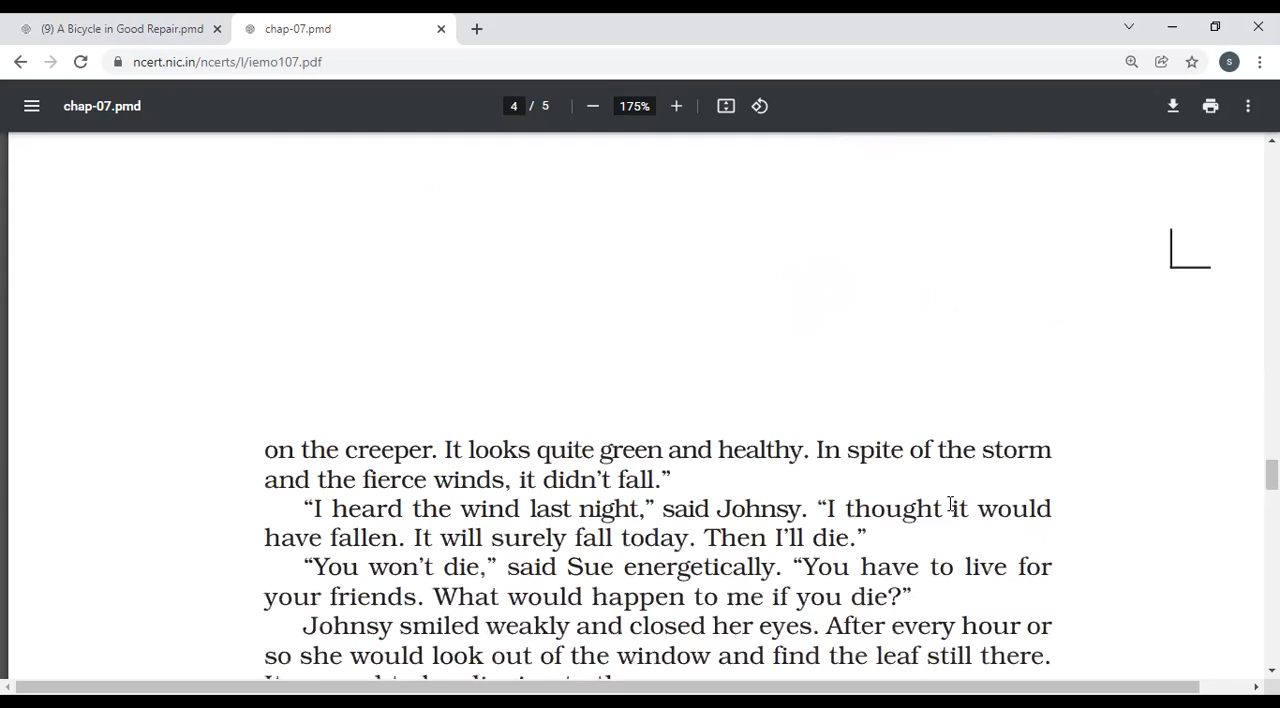 (9) A Bicycle in Good Repair.pmd
chap-07.pmd
ncert.nic.in/ncerts/l/iemo107.pdf
S
chap-07.pmd
4 / 5
175%
on the creeper. It looks quite green and healthy. In spite of the storm
and the fierce winds, it didn’t fall.”
“I heard the wind last night,” said Johnsy. “I thought it would
have fallen. It will surely fall today. Then I’ll die.”
“You won’t die,” said Sue energetically. “You have to live for
your friends. What would happen to me if you die?”
Johnsy smiled weakly and closed her eyes. After every hour or
so she would look out of the window and find the leaf still there.